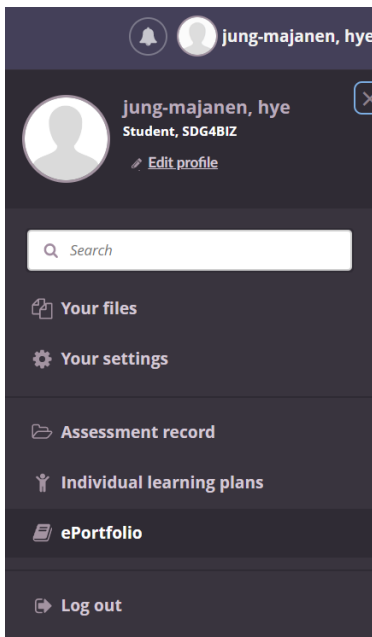 jung-majanen, hye
jung-majanen, hye
Student, SDG4BIZ
Edit profile
Search
Your files
Your settings
Assessment record
Individual learning plans
ePortfolio
Log out